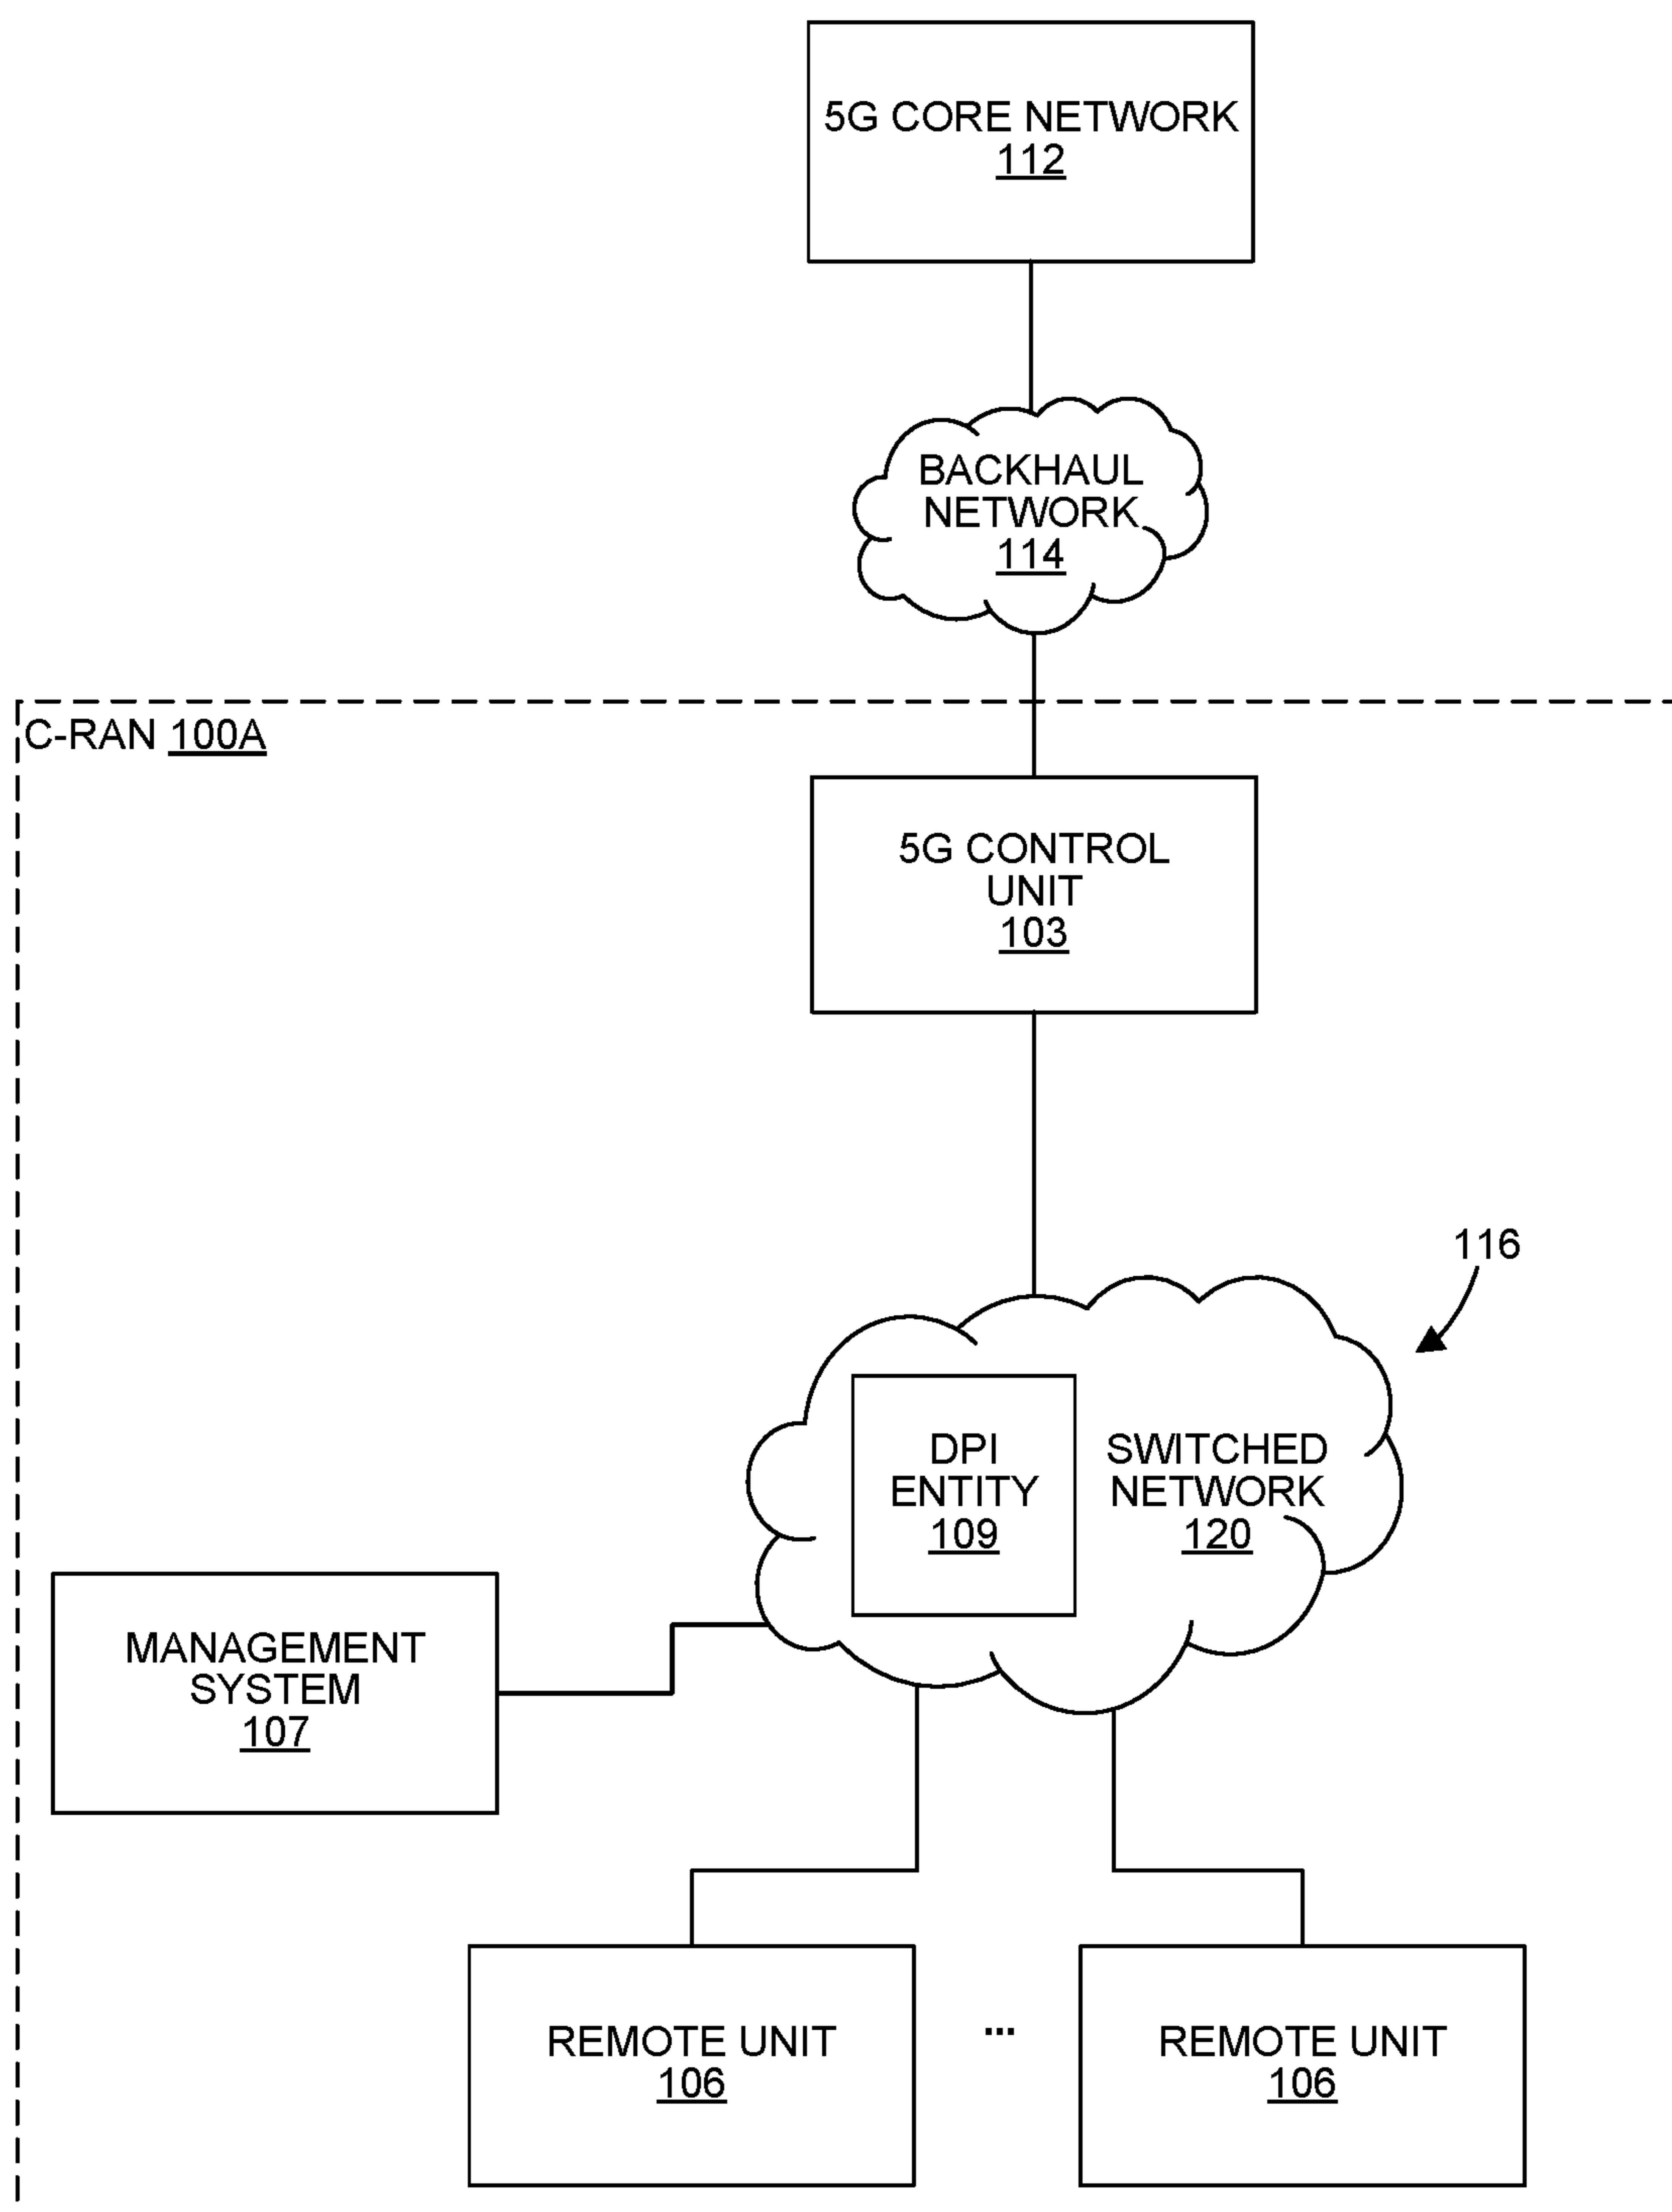 5G CORE NETWORK
112
BACKHAUL
NETWORK
114
C-RAN 100A
5G CONTROL
UNIT
103
116
DPI
ENTITY
109
SWITCHED
NETWORK
120
MANAGEMENT
SYSTEM
107
REMOTE UNIT
106
...
REMOTE UNIT
106